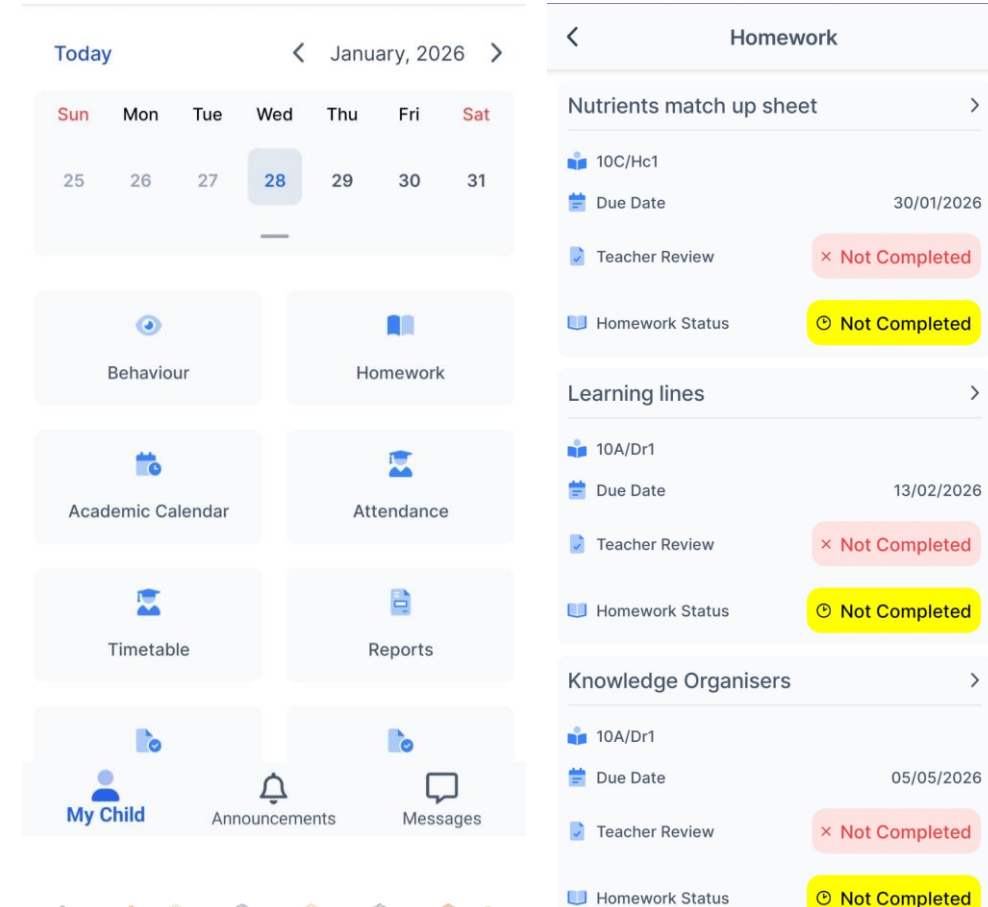 Today
January, 2026
Sun Mon Tue Wed Thu Fri Sat
25 26 27 28 29 30 31
Behaviour
Homework
Academic Calendar
Attendance
Timetable
Reports
My Child
Announcements
Messages
Homework
Nutrients match up sheet
10C/Hc1
Due Date 30/01/2026
Teacher Review × Not Completed
Homework Status Not Completed
Learning lines
10A/Dr1
Due Date 13/02/2026
Teacher Review × Not Completed
Homework Status Not Completed
Knowledge Organisers
10A/Dr1
Due Date 05/05/2026
Teacher Review × Not Completed
Homework Status Not Completed